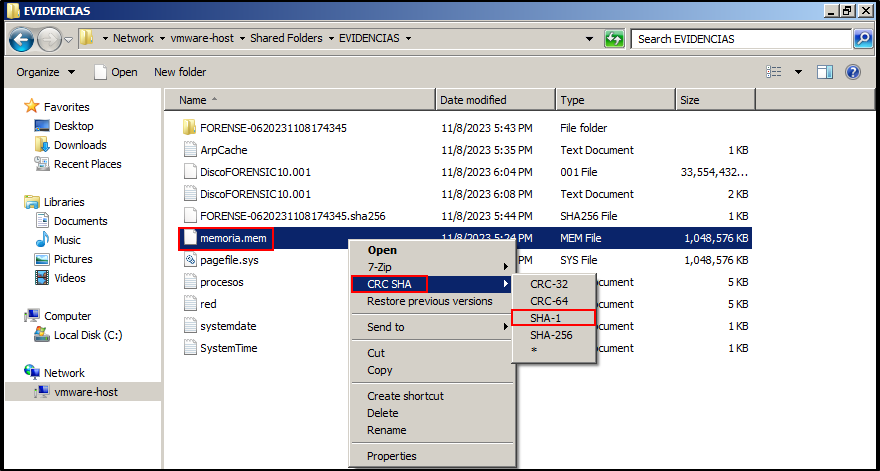 EVIDENCIAS
Network ▸ vmware-host ▸ Shared Folders ▸ EVIDENCIAS
Search EVIDENCIAS
Organize Open New folder
Favorites
Desktop
Downloads
Recent Places
Libraries
Documents
Music
Pictures
Videos
Computer
Local Disk (C:)
Network
vmware-host
Name Date modified Type Size
FORENSE-0620231108174345 11/8/2023 5:43 PM File folder
ArpCache 11/8/2023 5:35 PM Text Document 1 KB
DiscoFORENSIC10.001 11/8/2023 6:04 PM 001 File 33,554,432...
DiscoFORENSIC10.001 11/8/2023 6:08 PM Text Document 2 KB
FORENSE-0620231108174345.sha256 11/8/2023 5:44 PM SHA256 File 1 KB
memoria.mem 11/8/2023 5:24 PM MEM File 1,048,576 KB
pagefile.sys PM SYS File 1,048,576 KB
procesos 5 KB
red ocument 5 KB
systemdate ocument 1 KB
SystemTime ocument 1 KB
Open
7-Zip
CRC SHA
Restore previous versions
Send to
Cut
Copy
Create shortcut
Delete
Rename
Properties
CRC-32
CRC-64
SHA-1
SHA-256
*